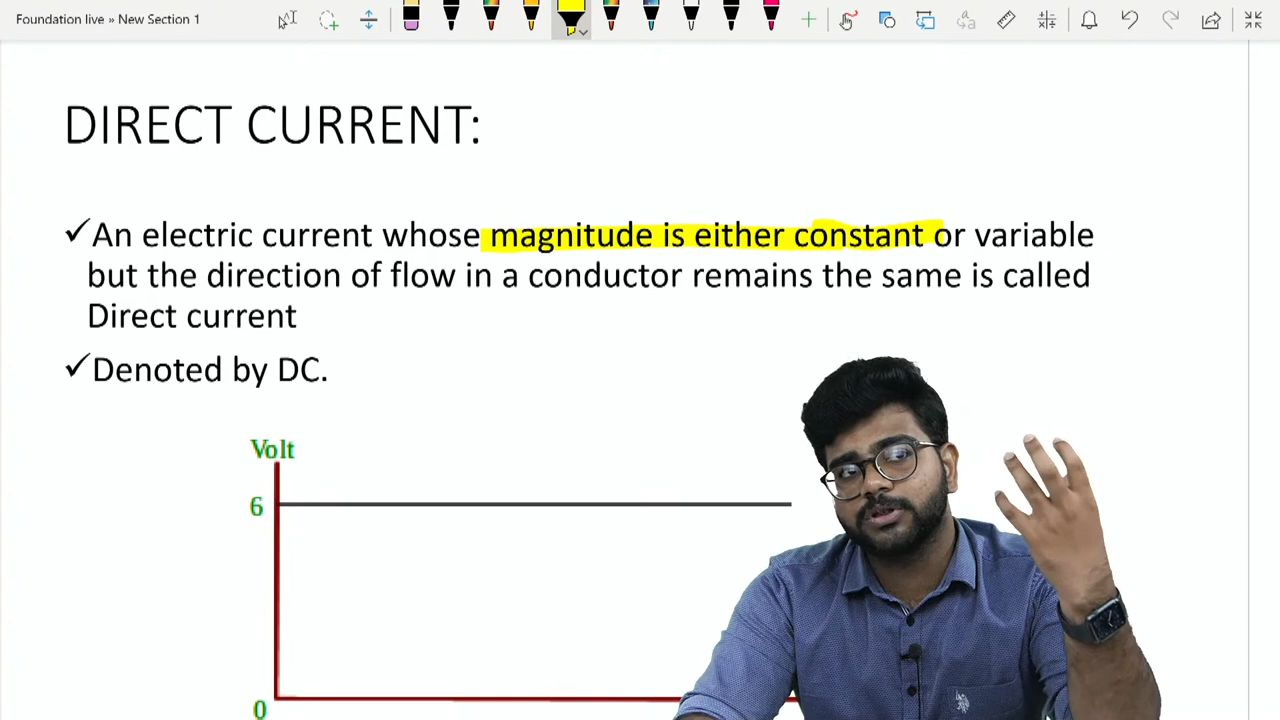 Foundation live » New Section 1
DIRECT CURRENT:
✓An electric current whose magnitude is either constant or variable
but the direction of flow in a conductor remains the same is called
Direct current
✓Denoted by DC.
Volt
6
0